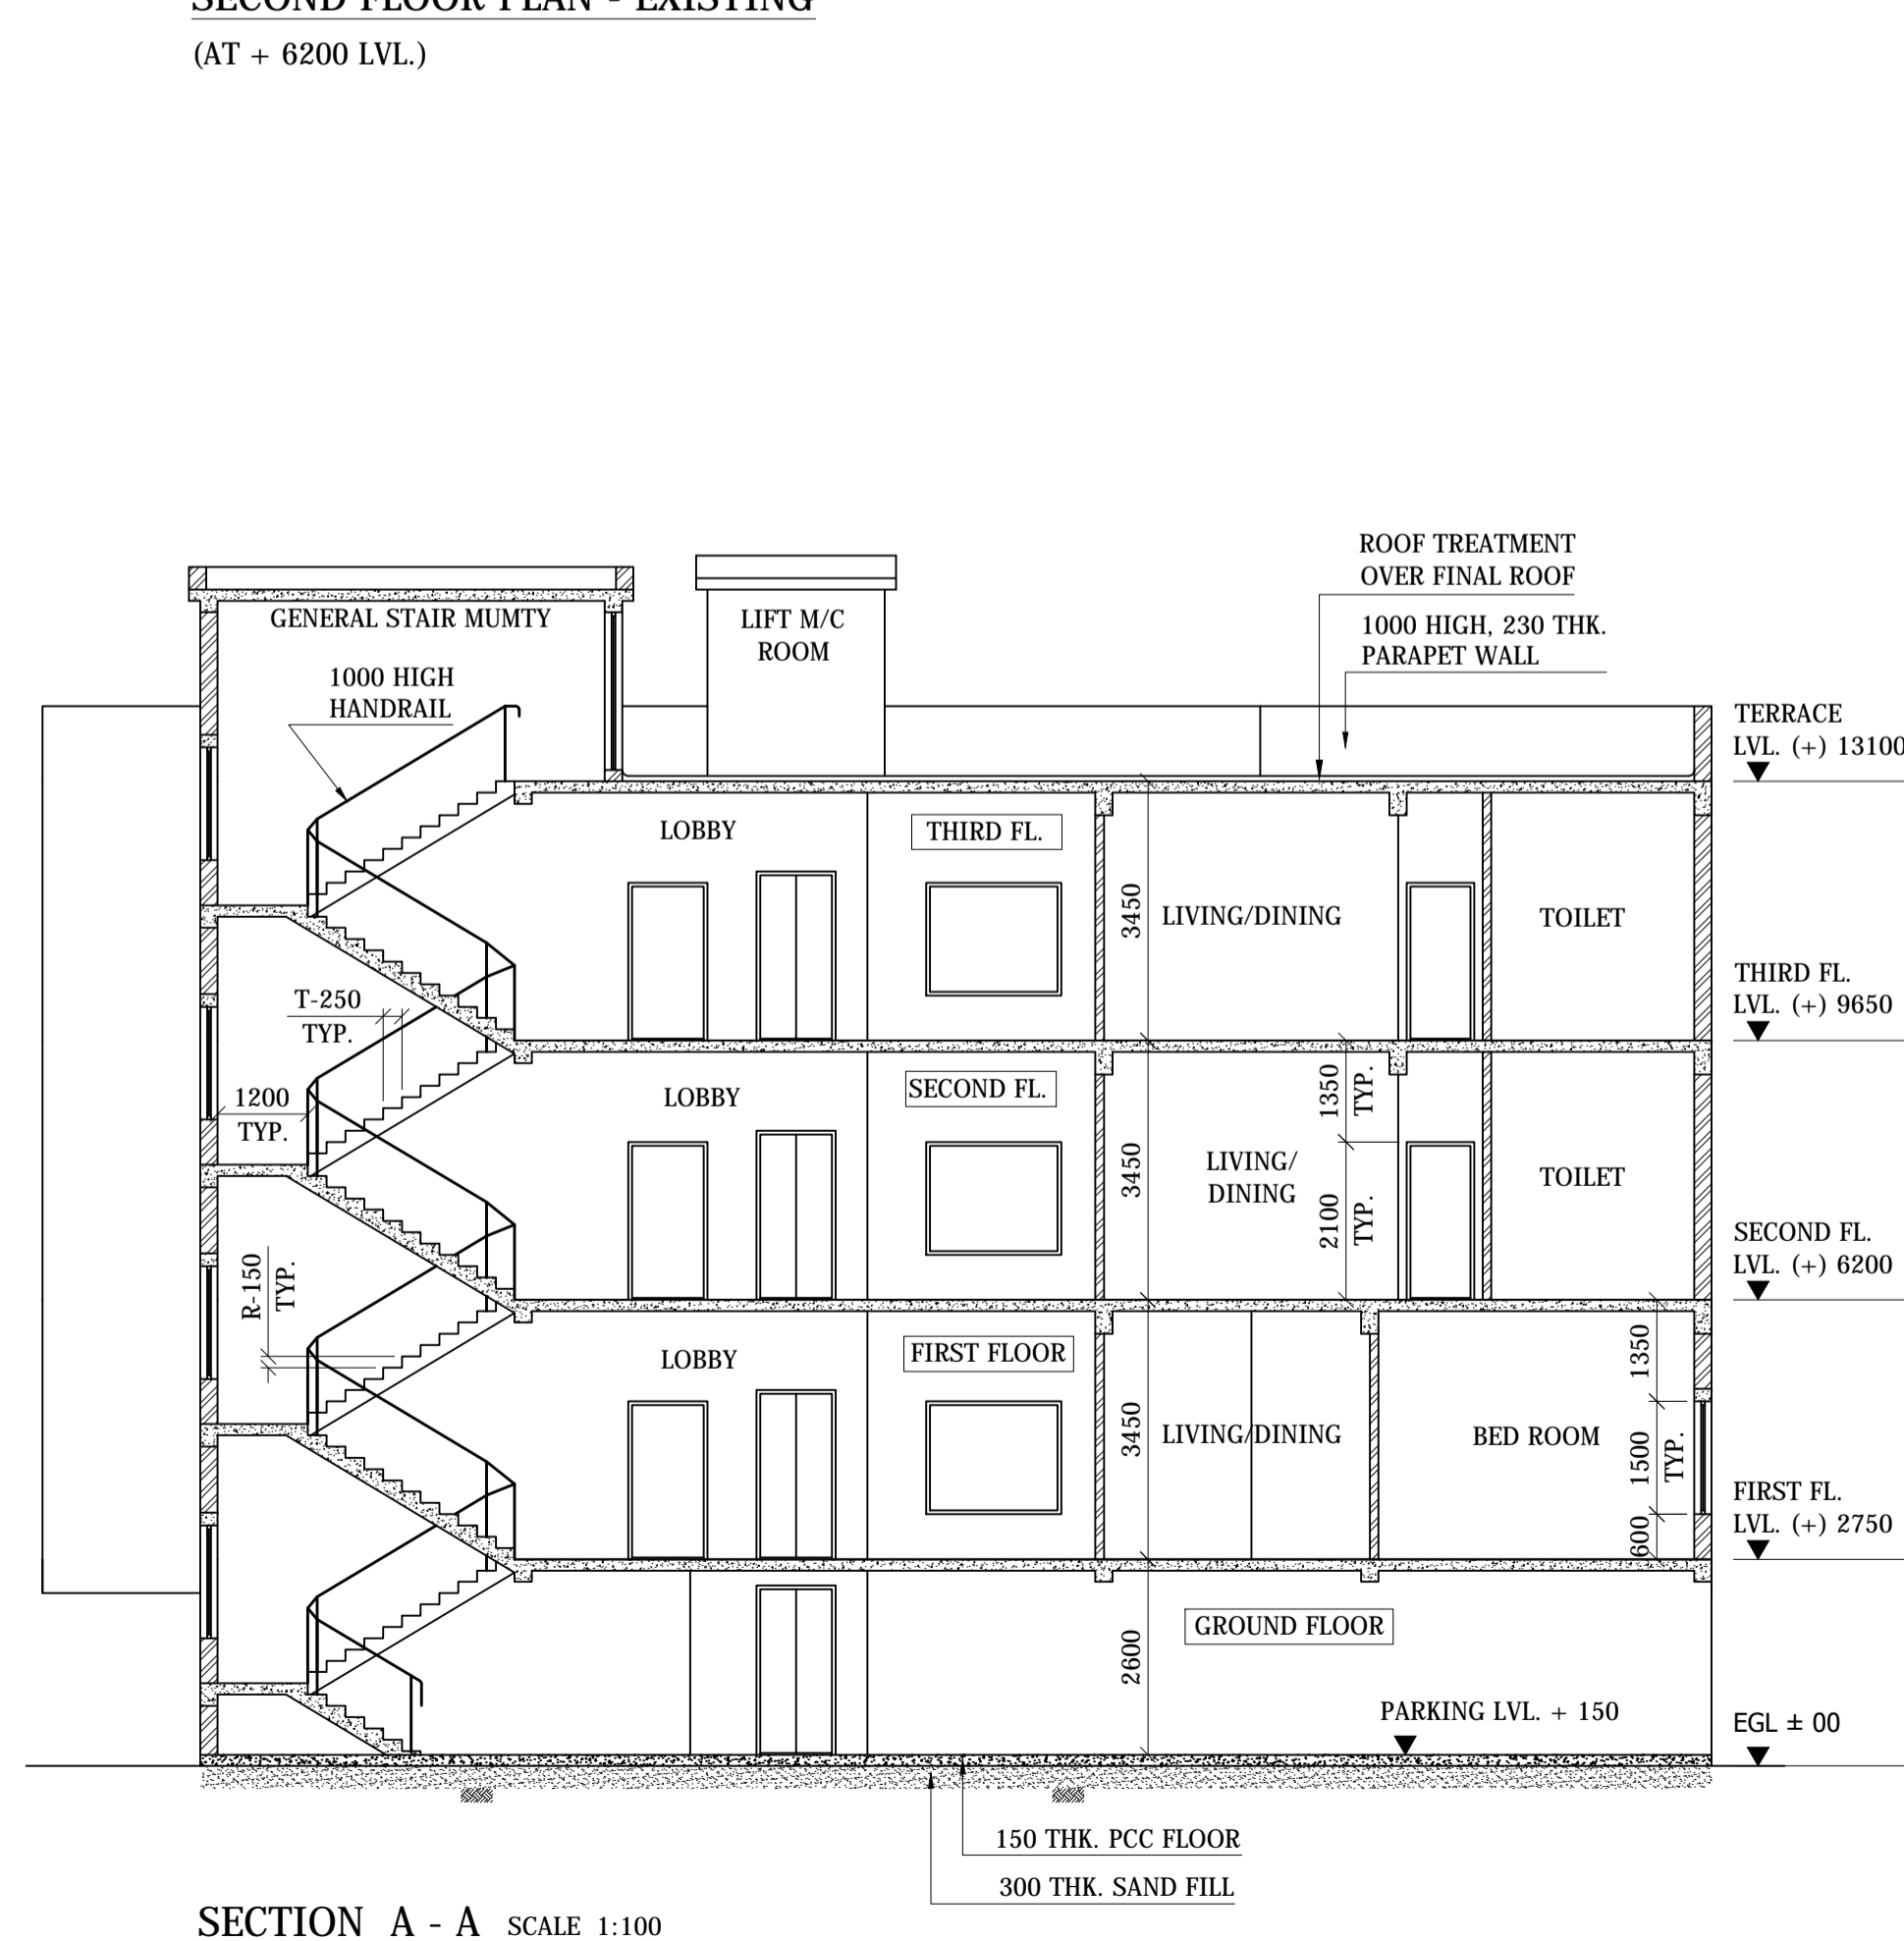 SECOND FLOOR PLAN - EXISTING
(AT + 6200 LVL.)
ROOF TREATMENT
OVER FINAL ROOF
1000 HIGH, 230 THK.
PARAPET WALL
GENERAL STAIR MUMTY
LIFT M/C
ROOM
1000 HIGH
HANDRAIL
TERRACE
LVL. (+) 13100
LOBBY
THIRD FL.
3450
LIVING/DINING
TOILET
THIRD FL.
LVL. (+) 9650
T-250
TYP.
1200
TYP.
LOBBY
SECOND FL.
3450
LIVING/
DINING
1350
TYP.
2100
TYP.
TOILET
SECOND FL.
LVL. (+) 6200
R-150
TYP.
LOBBY
FIRST FLOOR
3450
LIVING/DINING
BED ROOM
1350
1500
TYP.
600
FIRST FL.
LVL. (+) 2750
GROUND FLOOR
2600
PARKING LVL. + 150
EGL ± 00
150 THK. PCC FLOOR
300 THK. SAND FILL
SECTION A - A SCALE 1:100